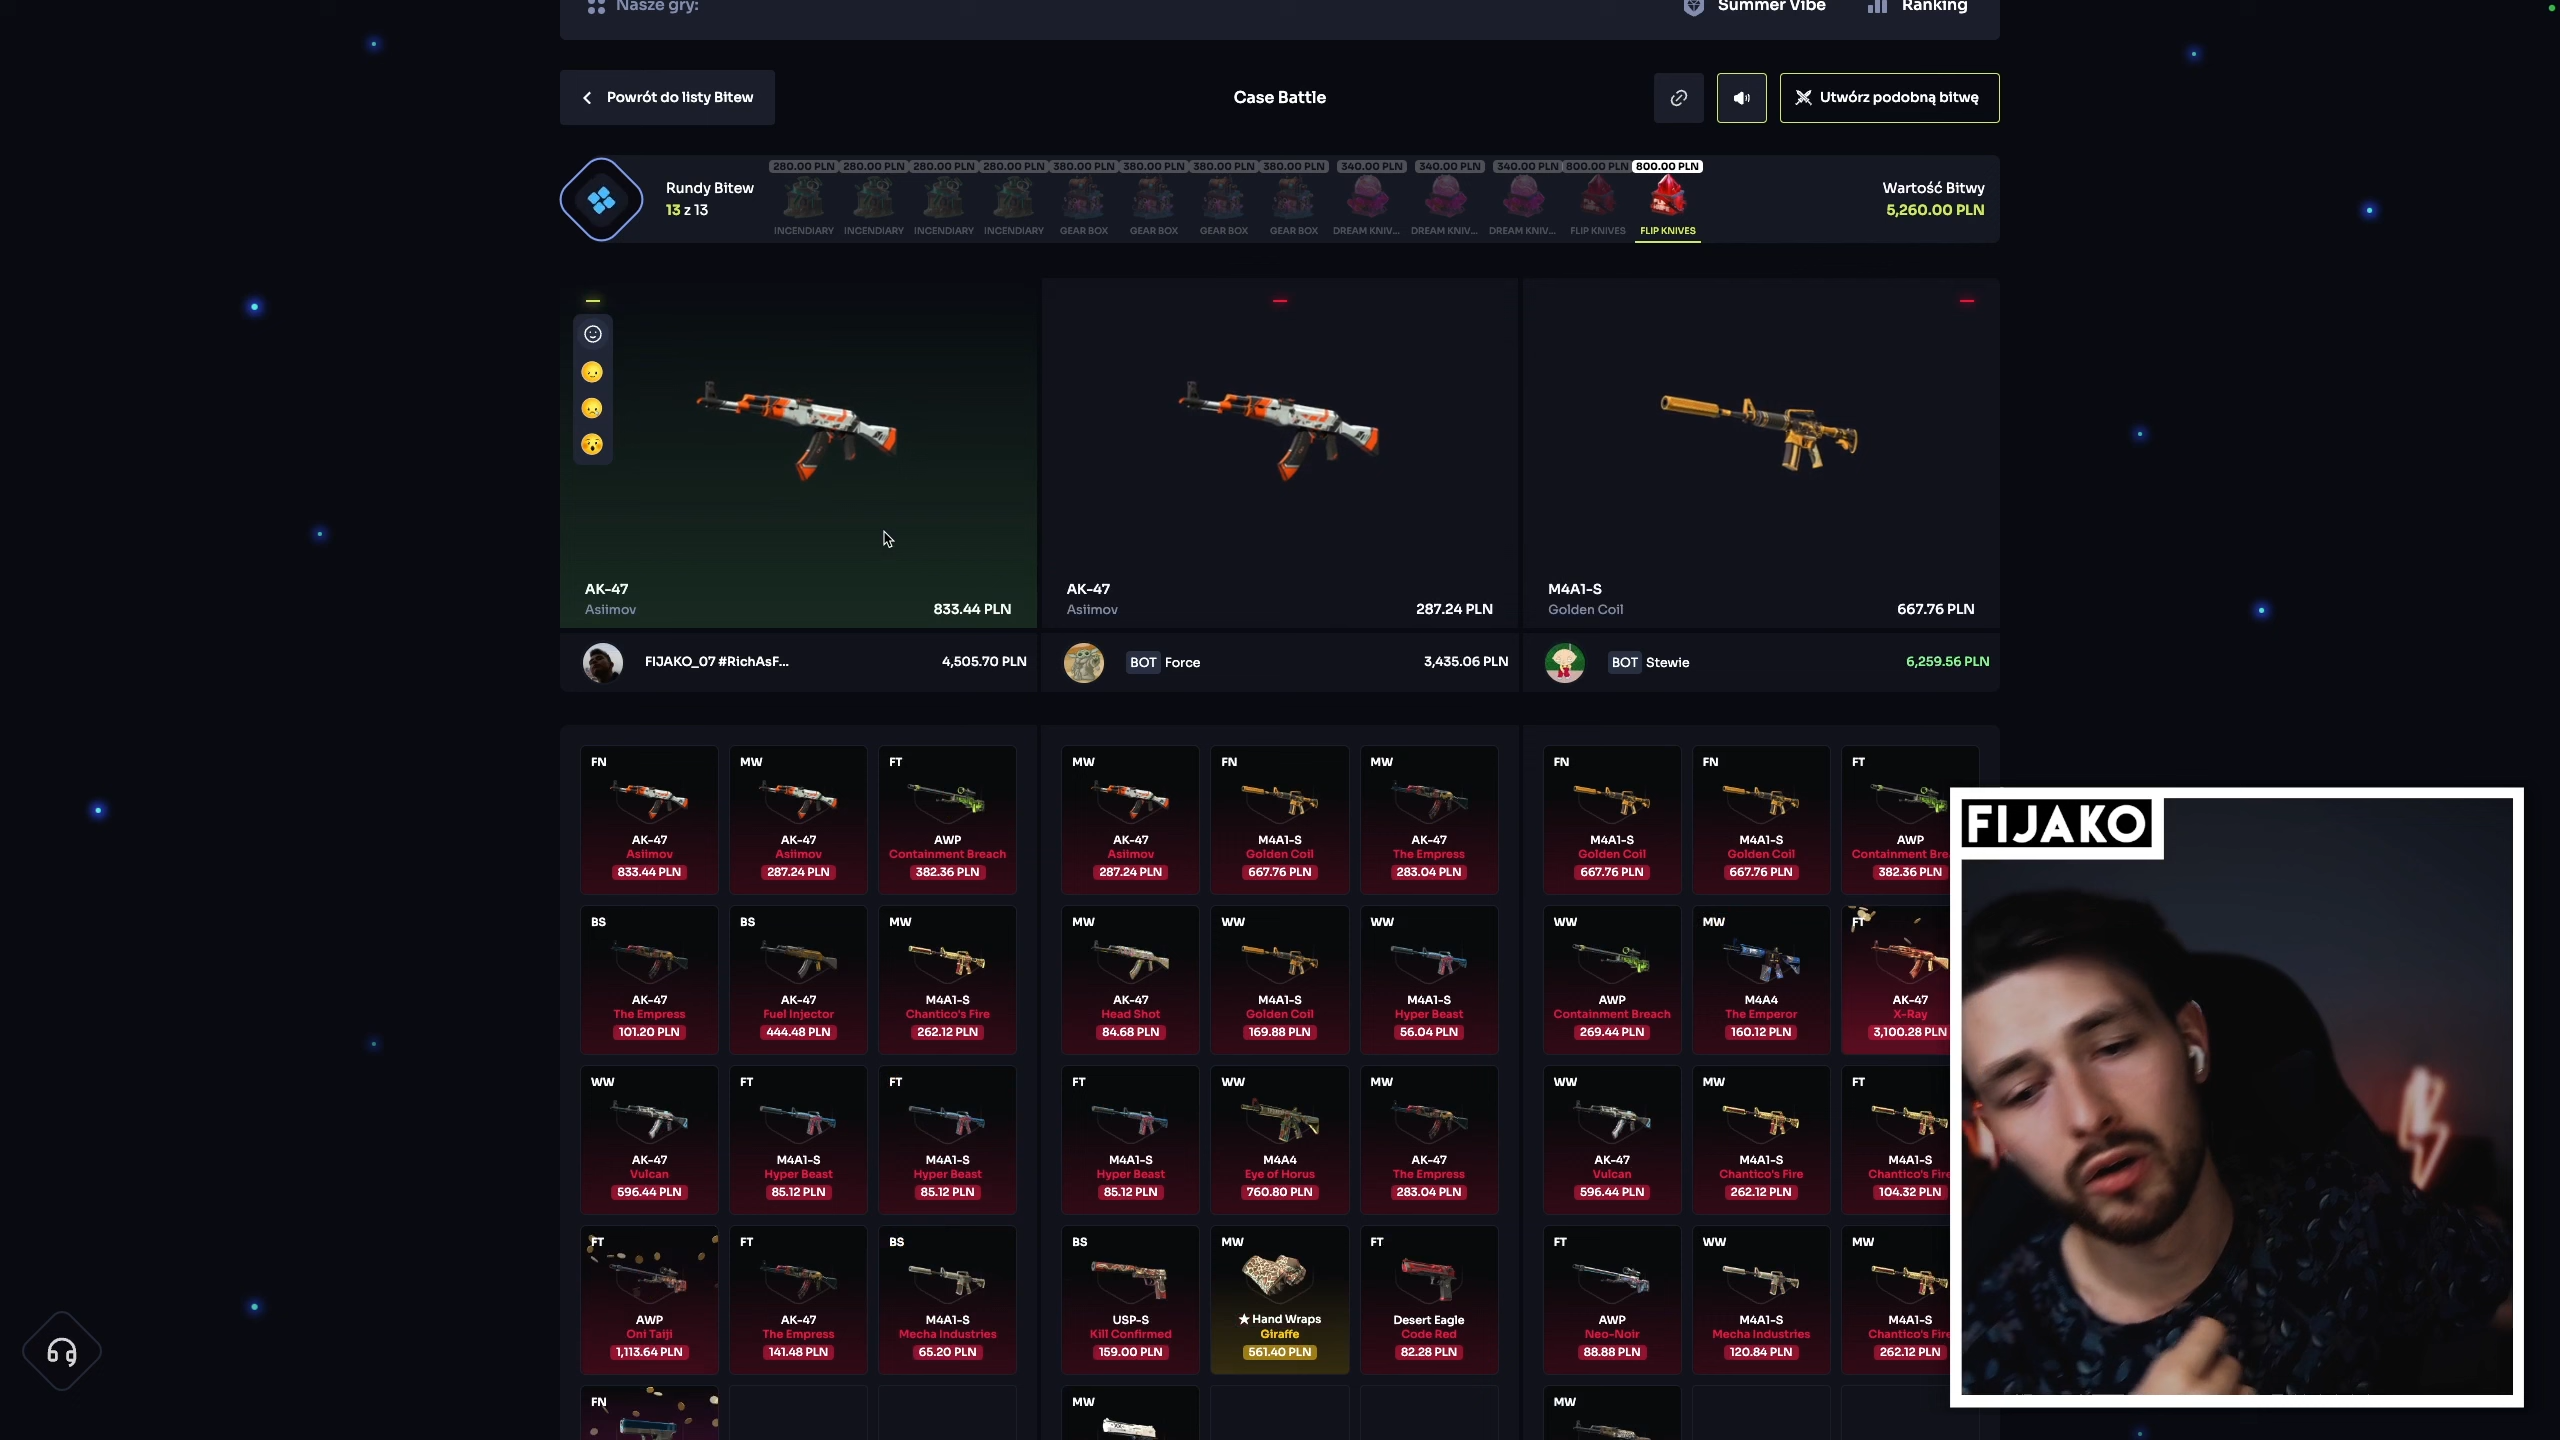 Nasze gry:
Summer Vibe
Ranking
Powrót do listy Bitew
Case Battle
Utwórz podobną bitwę
Rundy Bitew
13 z 13
280.00 PLN 280.00 PLN 280.00 PLN 280.00 PLN 380.00 PLN 380.00 PLN 380.00 PLN 380.00 PLN 340.00 PLN 340.00 PLN 340.00 PLN 800.00 PLN 800.00 PLN
INCENDIARY INCENDIARY INCENDIARY INCENDIARY GEAR BOX GEAR BOX GEAR BOX GEAR BOX DREAM KNIV... DREAM KNIV... DREAM KNIV... FLIP KNIVES FLIP KNIVES
Wartość Bitwy
5,260.00 PLN
AK-47
Asiimov 833.44 PLN
AK-47
Asiimov 287.24 PLN
M4A1-S
Golden Coil 667.76 PLN
FIJAKO_07 #RichAsF... 4,505.70 PLN
BOT Force 3,435.06 PLN
BOT Stewie 6,259.56 PLN
FN MW FT
AK-47 AK-47 AWP
Asiimov Asiimov Containment Breach
833.44 PLN 287.24 PLN 382.36 PLN
BS BS MW
AK-47 AK-47 M4A1-S
The Empress Fuel Injector Chantico's Fire
101.20 PLN 444.48 PLN 262.12 PLN
WW FT FT
AK-47 M4A1-S M4A1-S
Vulcan Hyper Beast Hyper Beast
596.44 PLN 85.12 PLN 85.12 PLN
FT FT BS
AWP AK-47 M4A1-S
Oni Taiji The Empress Mecha Industries
1,113.64 PLN 141.48 PLN 65.20 PLN
FN
MW FN MW
AK-47 M4A1-S AK-47
Asiimov Golden Coil The Empress
287.24 PLN 667.76 PLN 283.04 PLN
MW WW WW
AK-47 M4A1-S M4A1-S
Head Shot Golden Coil Hyper Beast
84.68 PLN 169.88 PLN 56.04 PLN
FT WW MW
M4A1-S M4A4 AK-47
Hyper Beast Eye of Horus The Empress
85.12 PLN 760.80 PLN 283.04 PLN
BS MW FT
USP-S ★ Hand Wraps Desert Eagle
Kill Confirmed Giraffe Code Red
159.00 PLN 561.40 PLN 82.28 PLN
MW
FN FN FT
M4A1-S M4A1-S AWP
Golden Coil Golden Coil Containment Bre
667.76 PLN 667.76 PLN 382.36 PLN
WW MW FT
AWP M4A4 AK-47
Containment Breach The Emperor X-Ray
269.44 PLN 160.12 PLN 3,100.28 PLN
WW MW FT
AK-47 M4A1-S M4A1-S
Vulcan Chantico's Fire Chantico's Fire
596.44 PLN 262.12 PLN 104.32 PLN
FT WW MW
AWP M4A1-S M4A1-S
Neo-Noir Mecha Industries Chantico's Fire
88.88 PLN 120.84 PLN 262.12 PLN
MW
FIJAKO